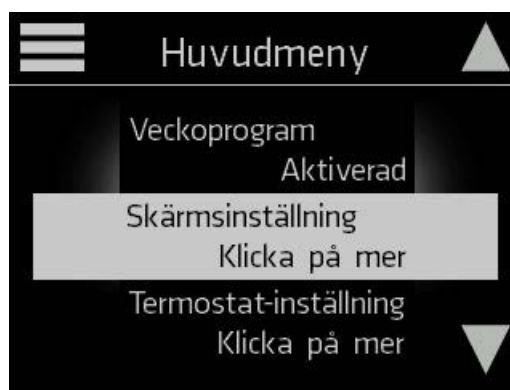 Huvudmeny
Veckoprogram
Aktiverad
Skärmsinställning
Klicka på mer
Termostat-inställning
Klicka på mer